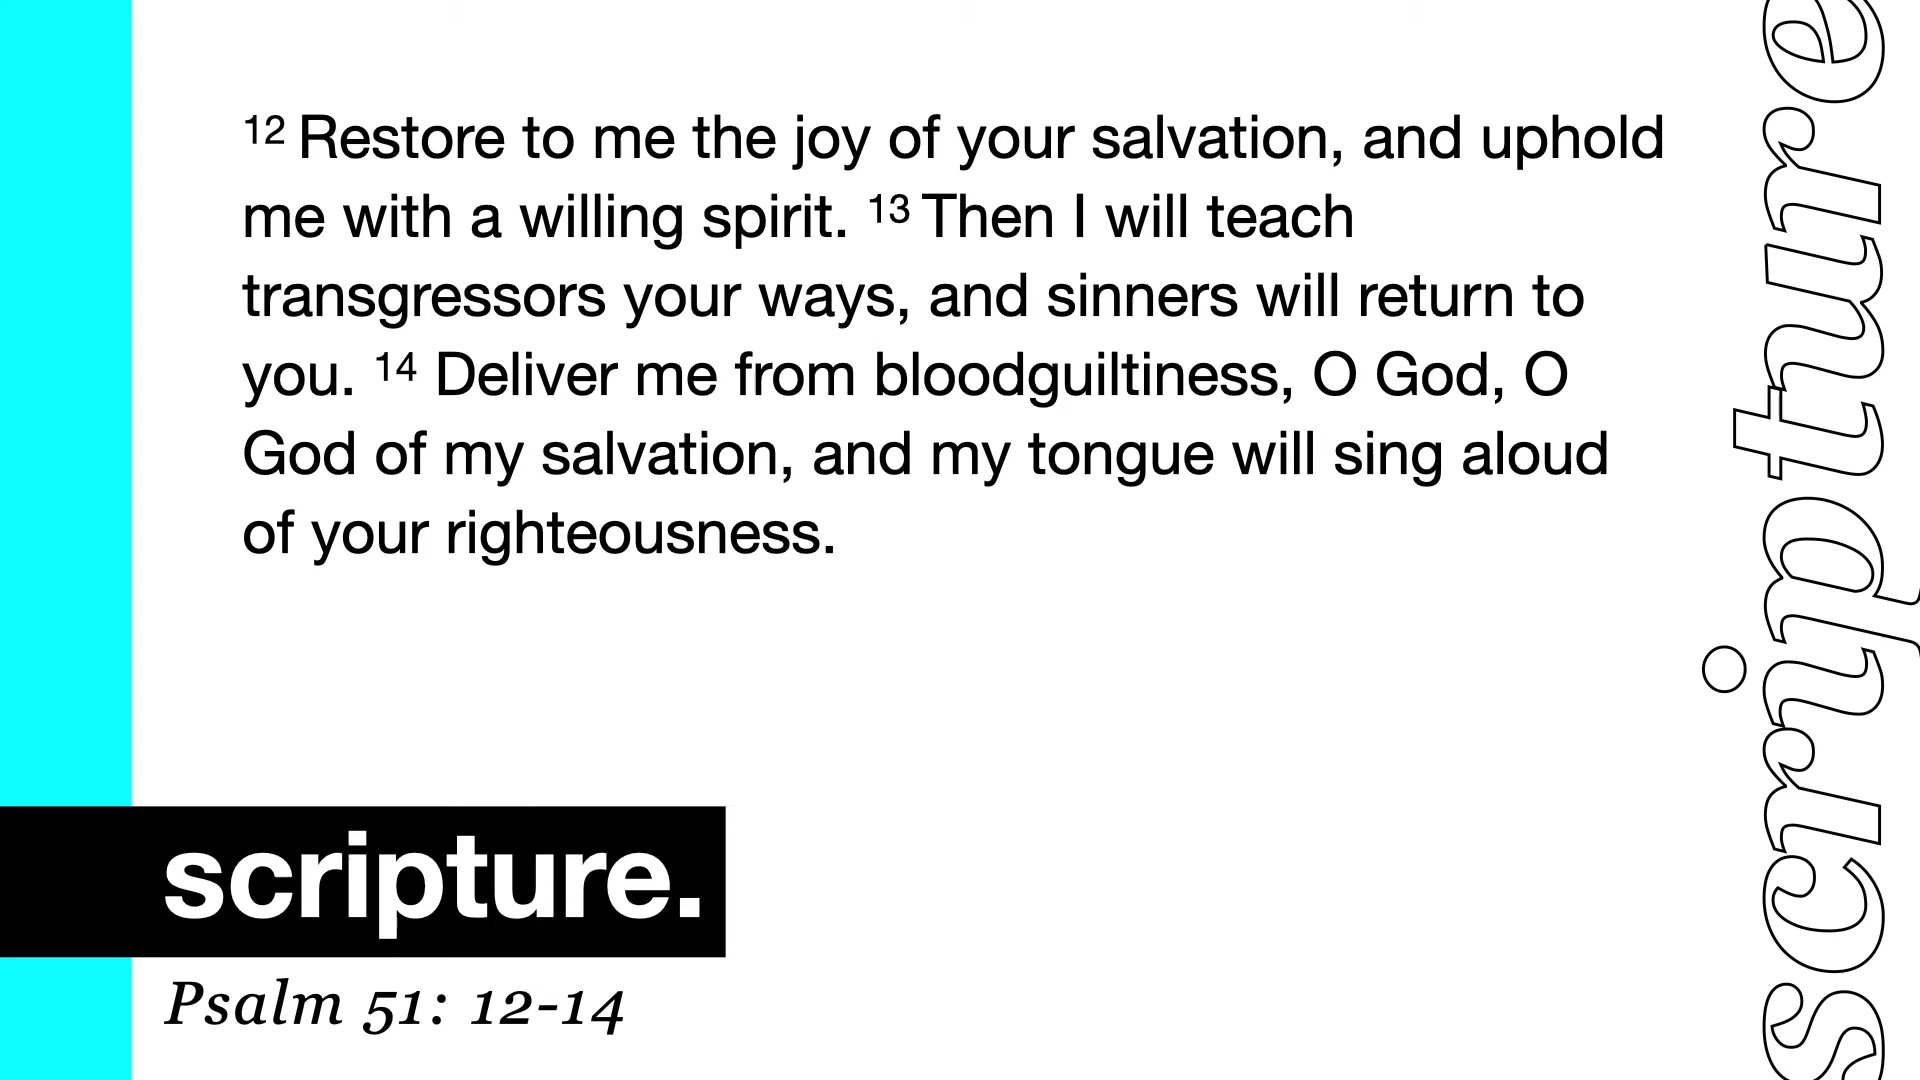 12 Restore to me the joy of your salvation, and uphold
me with a willing spirit. 13 Then I will teach
transgressors your ways, and sinners will return to
you. 14 Deliver me from bloodguiltiness, O God, O
God of my salvation, and my tongue will sing aloud
of your righteousness.
scripture.
Psalm 51: 12-14
scripture